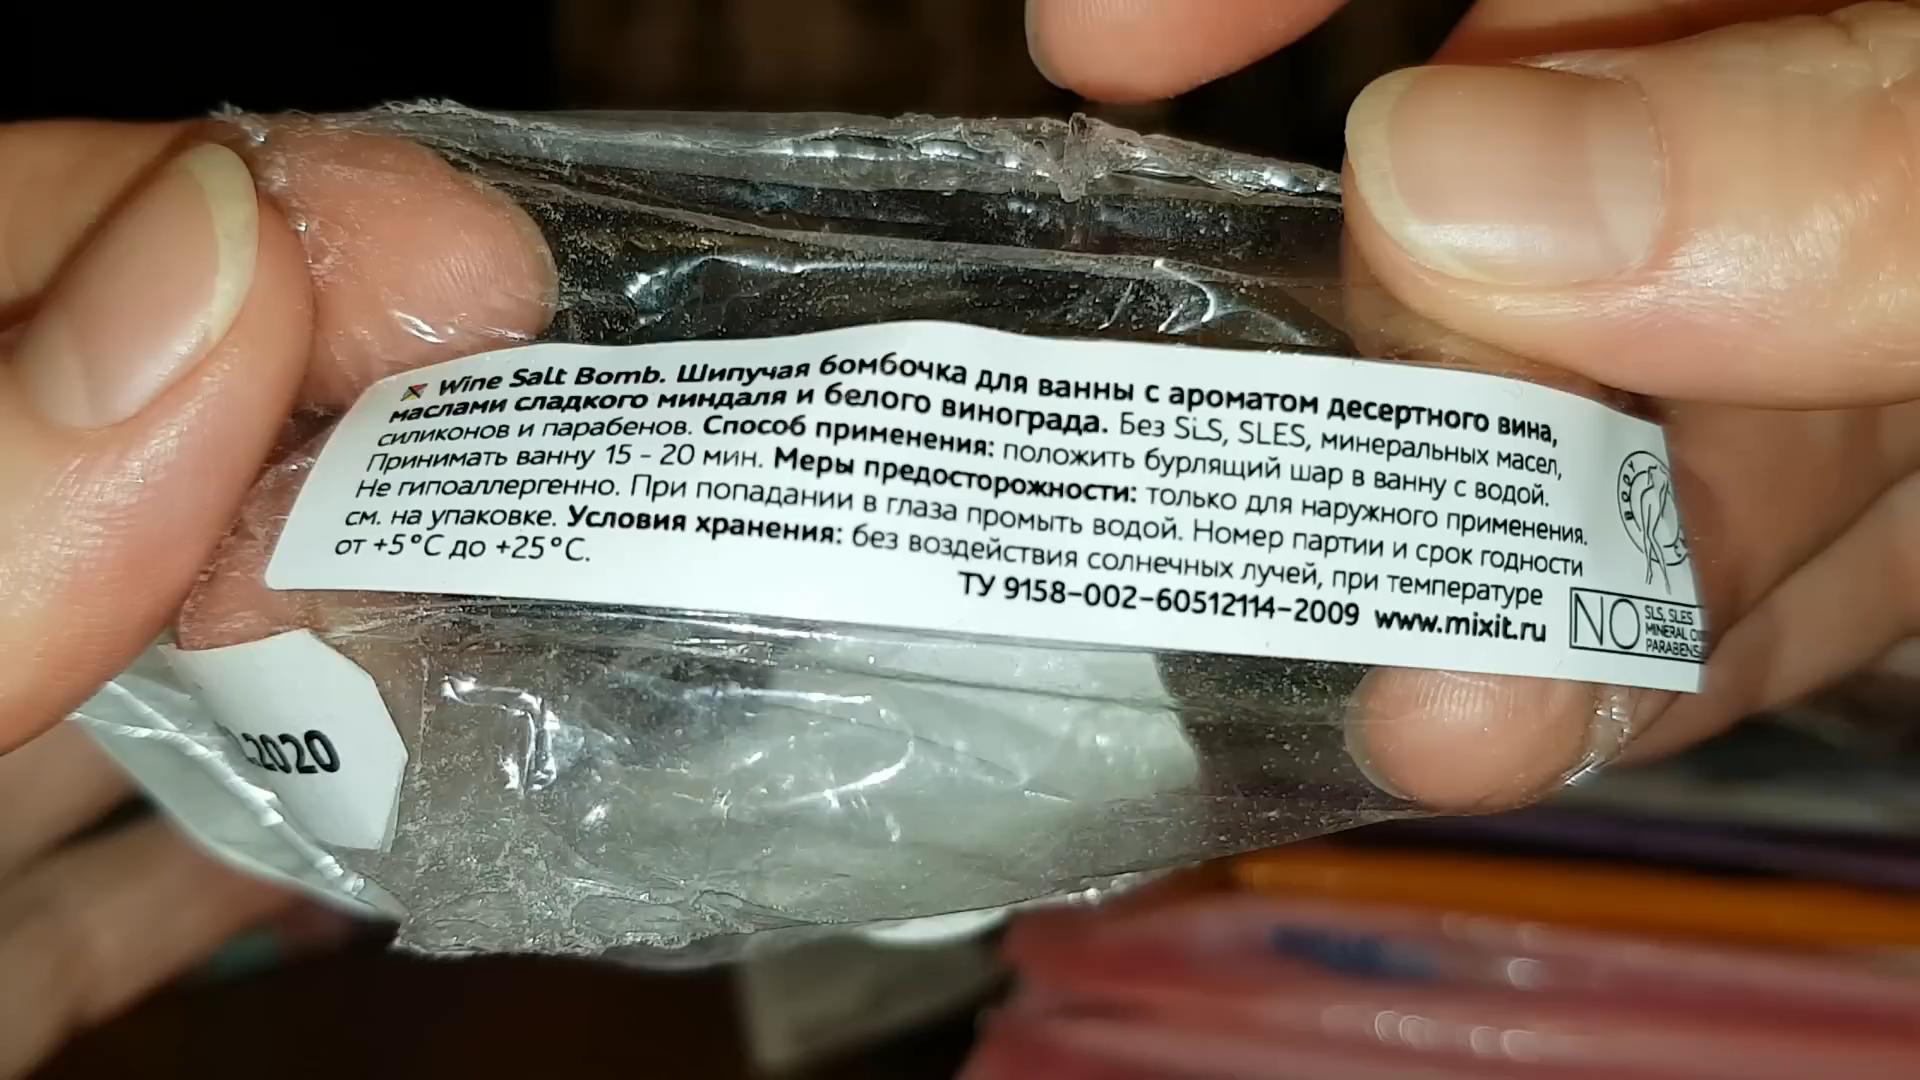 Wine Salt Bomb. Шипучая бомбочка для ванны с ароматом десертного вина,
маслами сладкого миндаля и белого винограда. Без SLS, SLES, минеральных масел,
силиконов и парабенов. Способ применения: положить бурлящий шар в ванну с водой.
Принимать ванну 15 - 20 мин. Меры предосторожности: только для наружного применения.
Не гипоаллергенно. При попадании в глаза промыть водой. Номер партии и срок годности
см. на упаковке. Условия хранения: без воздействия солнечных лучей, при температуре
от +5°C до +25°C.
ТУ 9158-002-60512114-2009 www.mixit.ru
BODY
NO
SLS, SLES
MINERAL
PARABENS
.2020